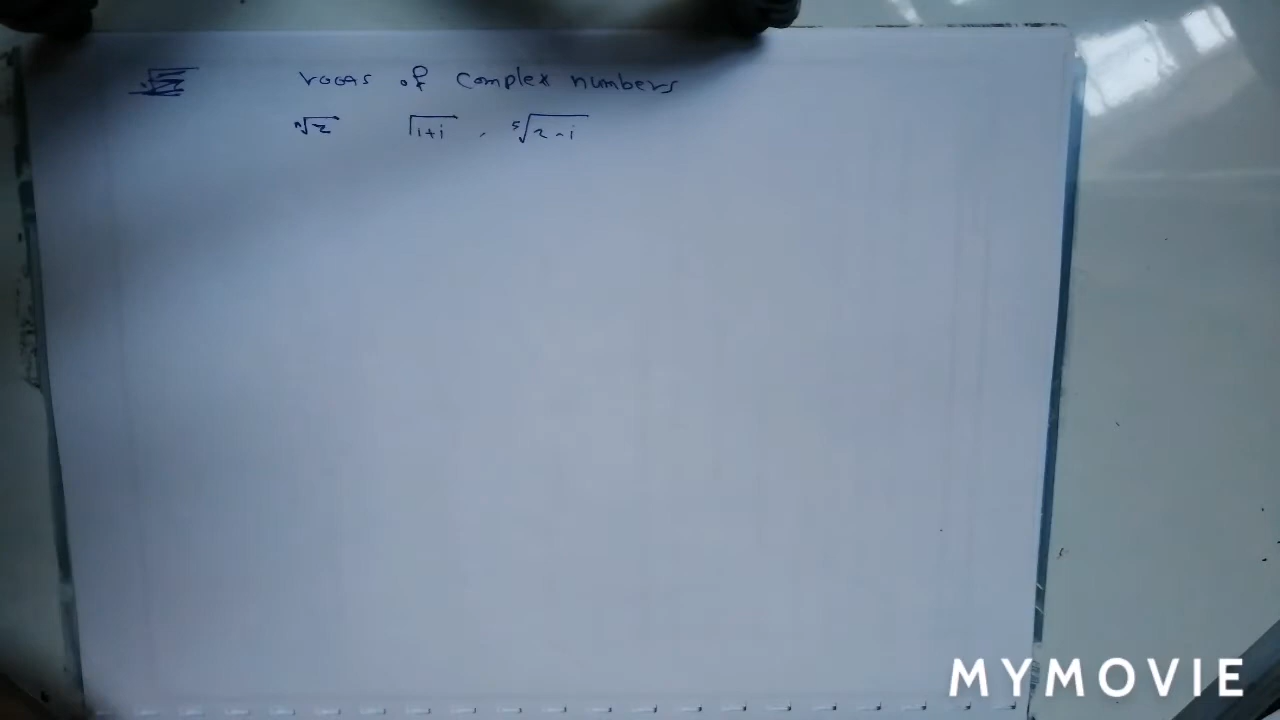 roots of complex numbers
ⁿ√z √1+i , ⁵√2-i
MYMOVIE